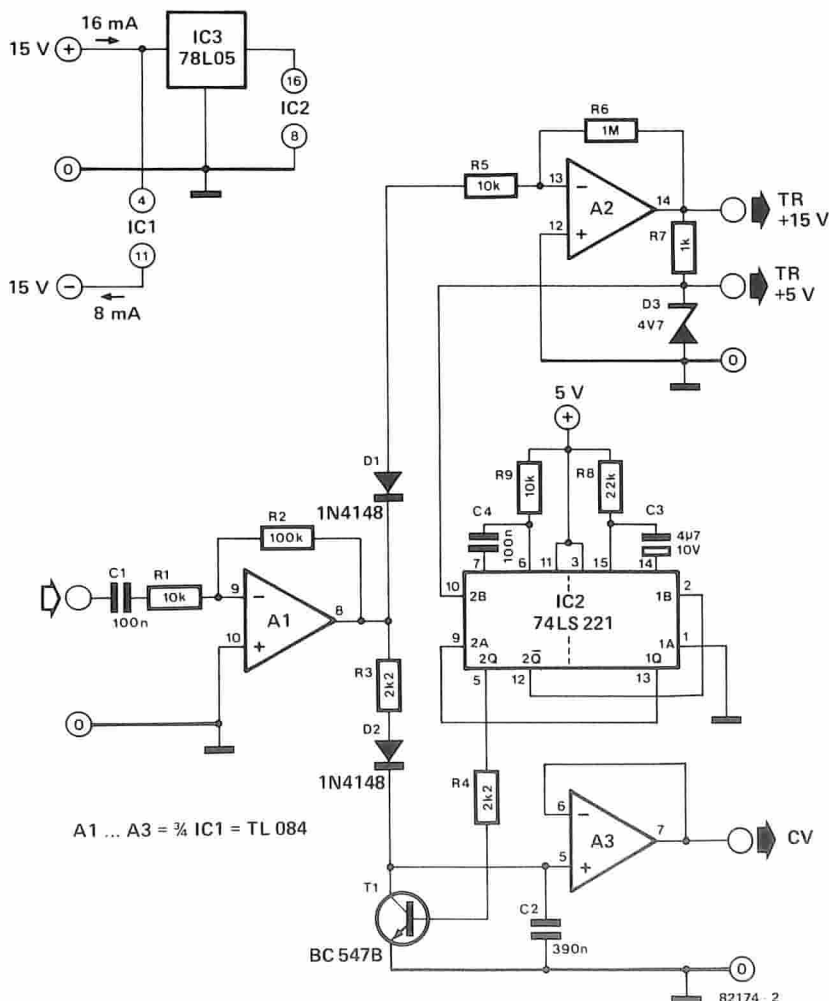 16 mA
15 V +
IC3
78L05
16
IC2
8
0
4
IC1
11
15 V −
8 mA
R6
1M
R5
10k
13 −
A2
14
12 +
TR
+15 V
R7
1k
TR
+5 V
D3
4V7
0
5 V
+
D1
1N4148
R9
10k
R8
22k
C4
100n
C3
4µ7
10V
7
6
11
3
15
14
10
2B
IC2
74LS 221
1B
2
9
2A
1A
1
2Q
2Q̅
1Q
5
12
13
R2
100k
C1
100n
R1
10k
9 −
A1
8
10 +
R3
2k2
0
D2
1N4148
R4
2k2
6 −
A3
7
5 +
CV
A1 ... A3 = ¾ IC1 = TL 084
T1
BC 547B
C2
390n
0
82174 - 2